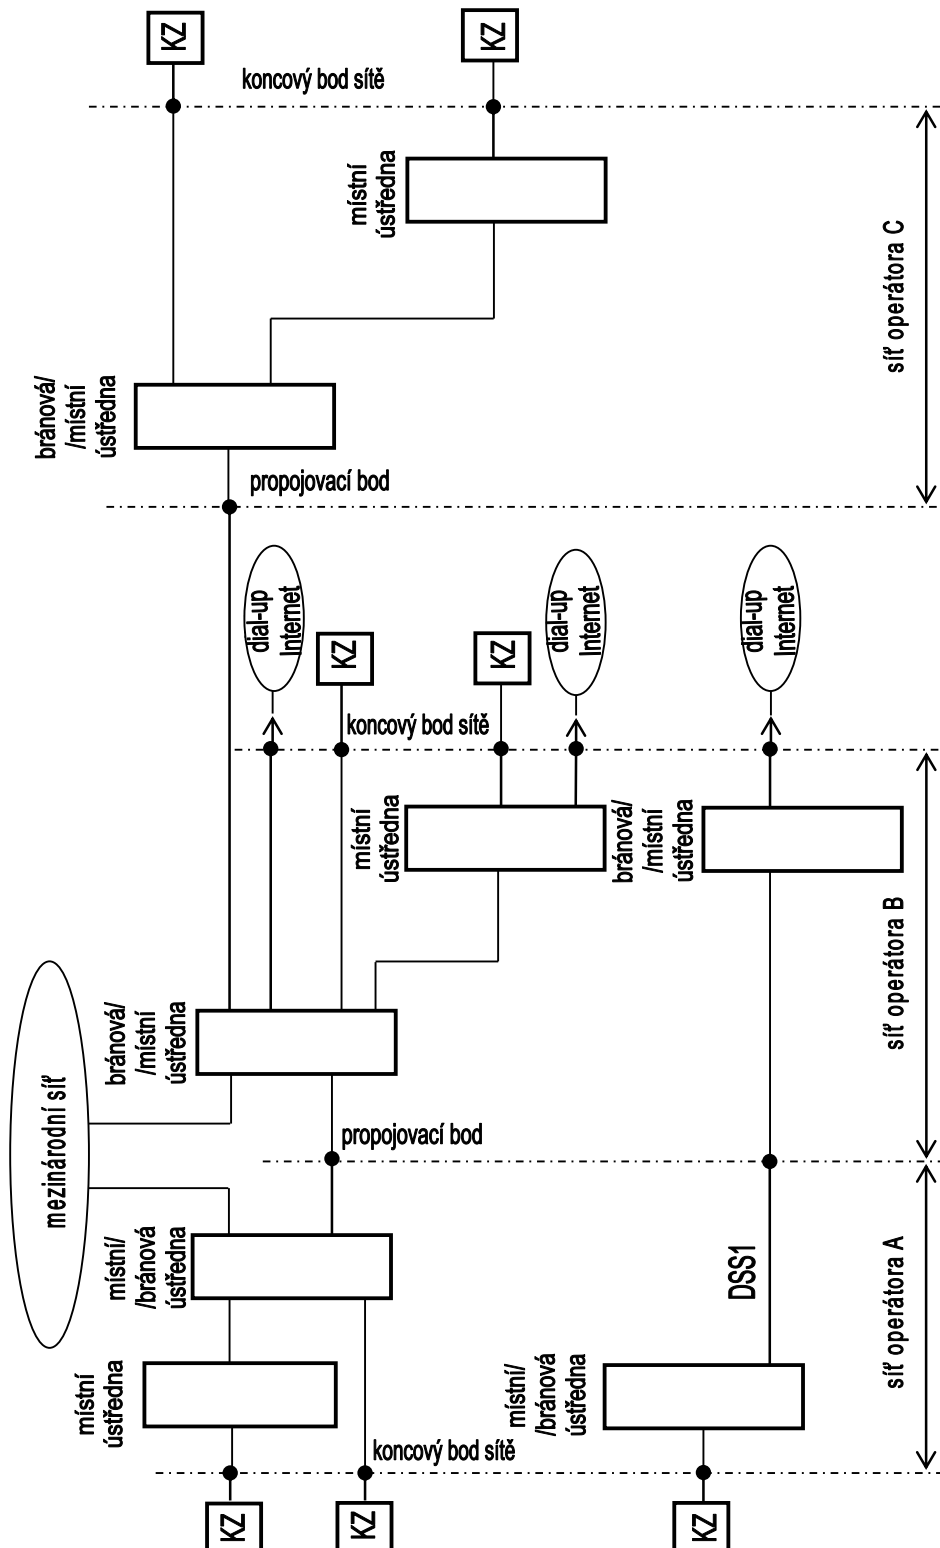 KZ
KZ
koncový bod sítě
místní
ústředna
síť operátora C
bránová/
/místní
ústředna
propojovací bod
dial-up
Internet
dial-up
Internet
dial-up
Internet
KZ
KZ
koncový bod sítě
místní
ústředna
bránová/
/místní
ústředna
síť operátora B
bránová/
/místní
ústředna
mezinárodní síť
propojovací bod
místní/
/bránová
ústředna
DSS1
síť operátora A
místní
ústředna
místní/
/bránová
ústředna
koncový bod sítě
KZ
KZ
KZ